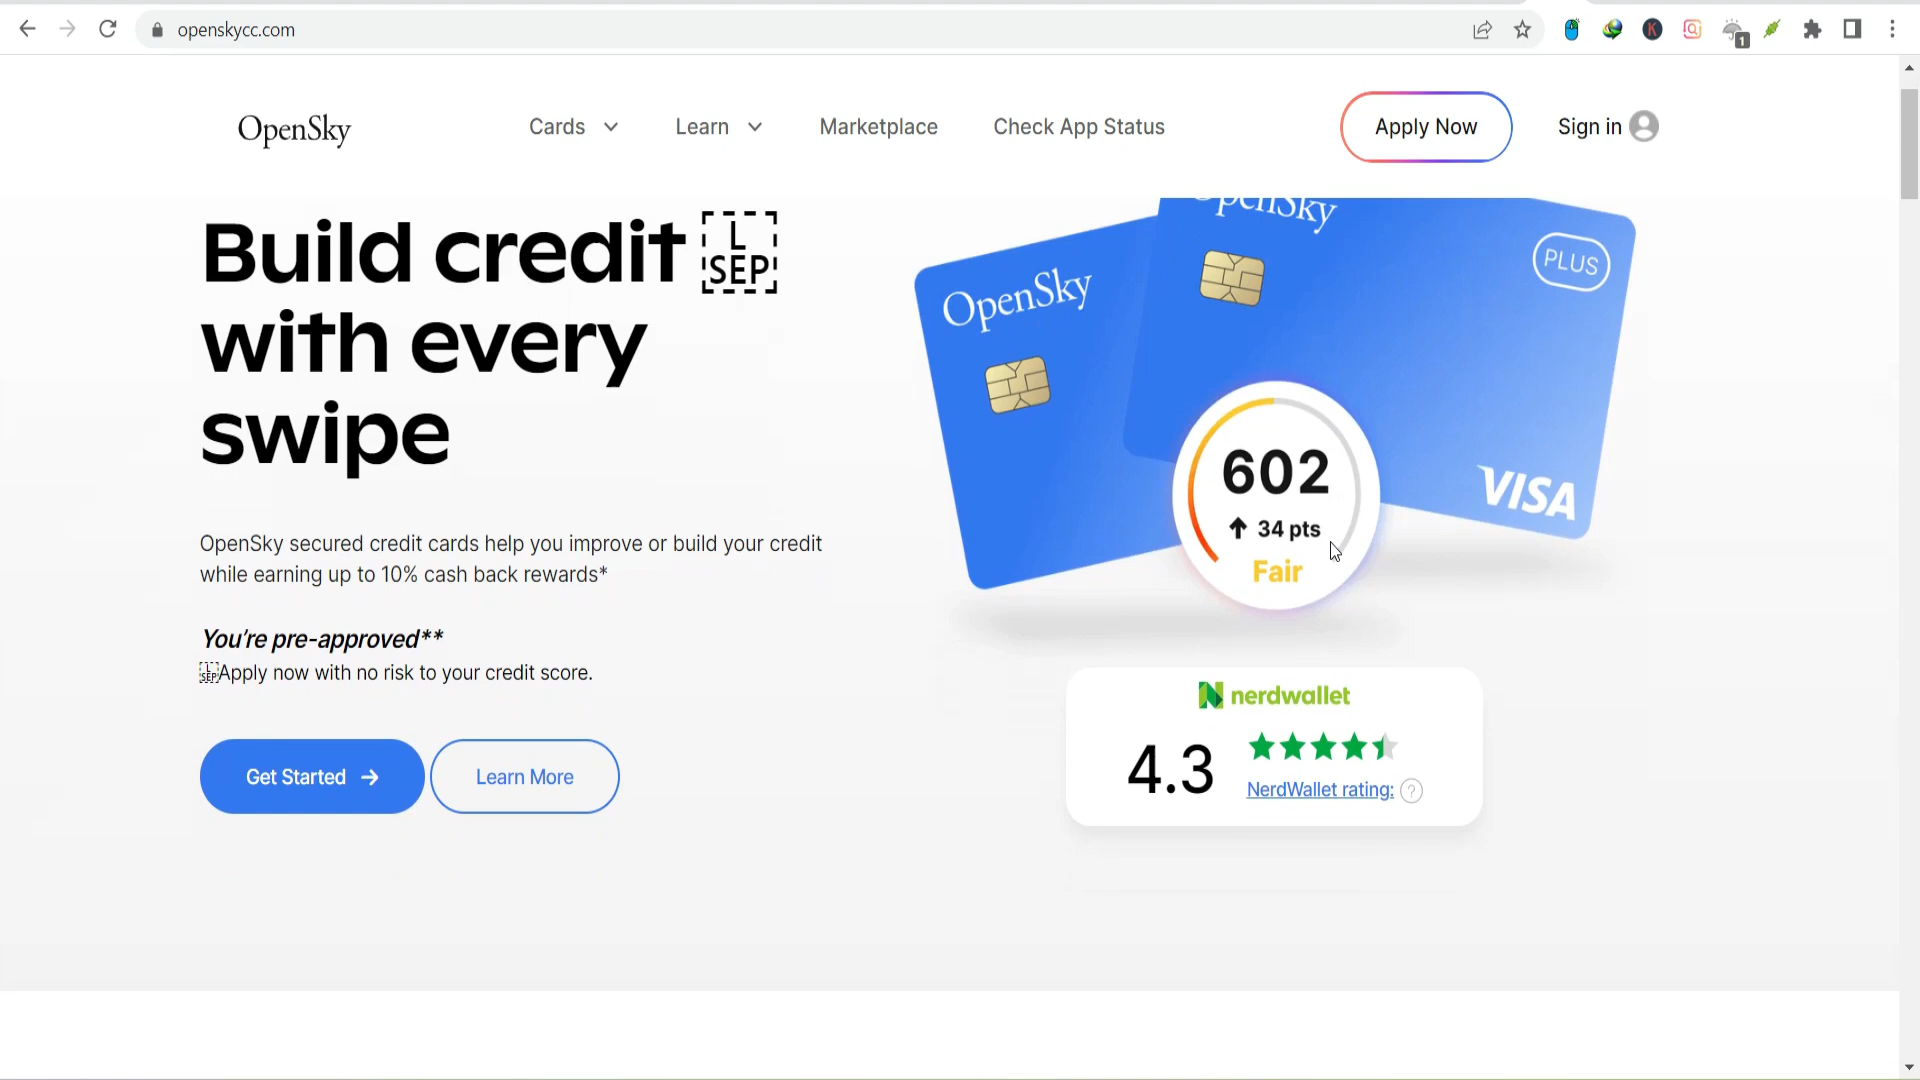 openskycc.com
1
OpenSky
Cards
Learn
Marketplace
Check App Status
Apply Now
Sign in
Build credit L SEP
with every
swipe
OpenSky secured credit cards help you improve or build your credit
while earning up to 10% cash back rewards*
You're pre-approved**
L SEP Apply now with no risk to your credit score.
Get Started
Learn More
OpenSky
OpenSky
PLUS
VISA
602
34 pts
Fair
nerdwallet
4.3
NerdWallet rating:
?